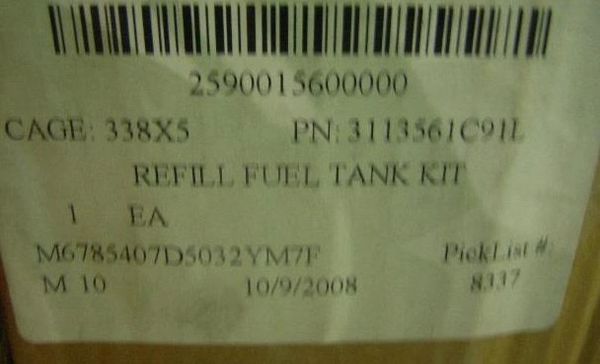 2590015600000
CAGE: 338X5 PN: 3113561C91L
REFILL FUEL TANK KIT
1 EA
M6785407D5032YM7F PickList #:
M 10 10/9/2008 8337